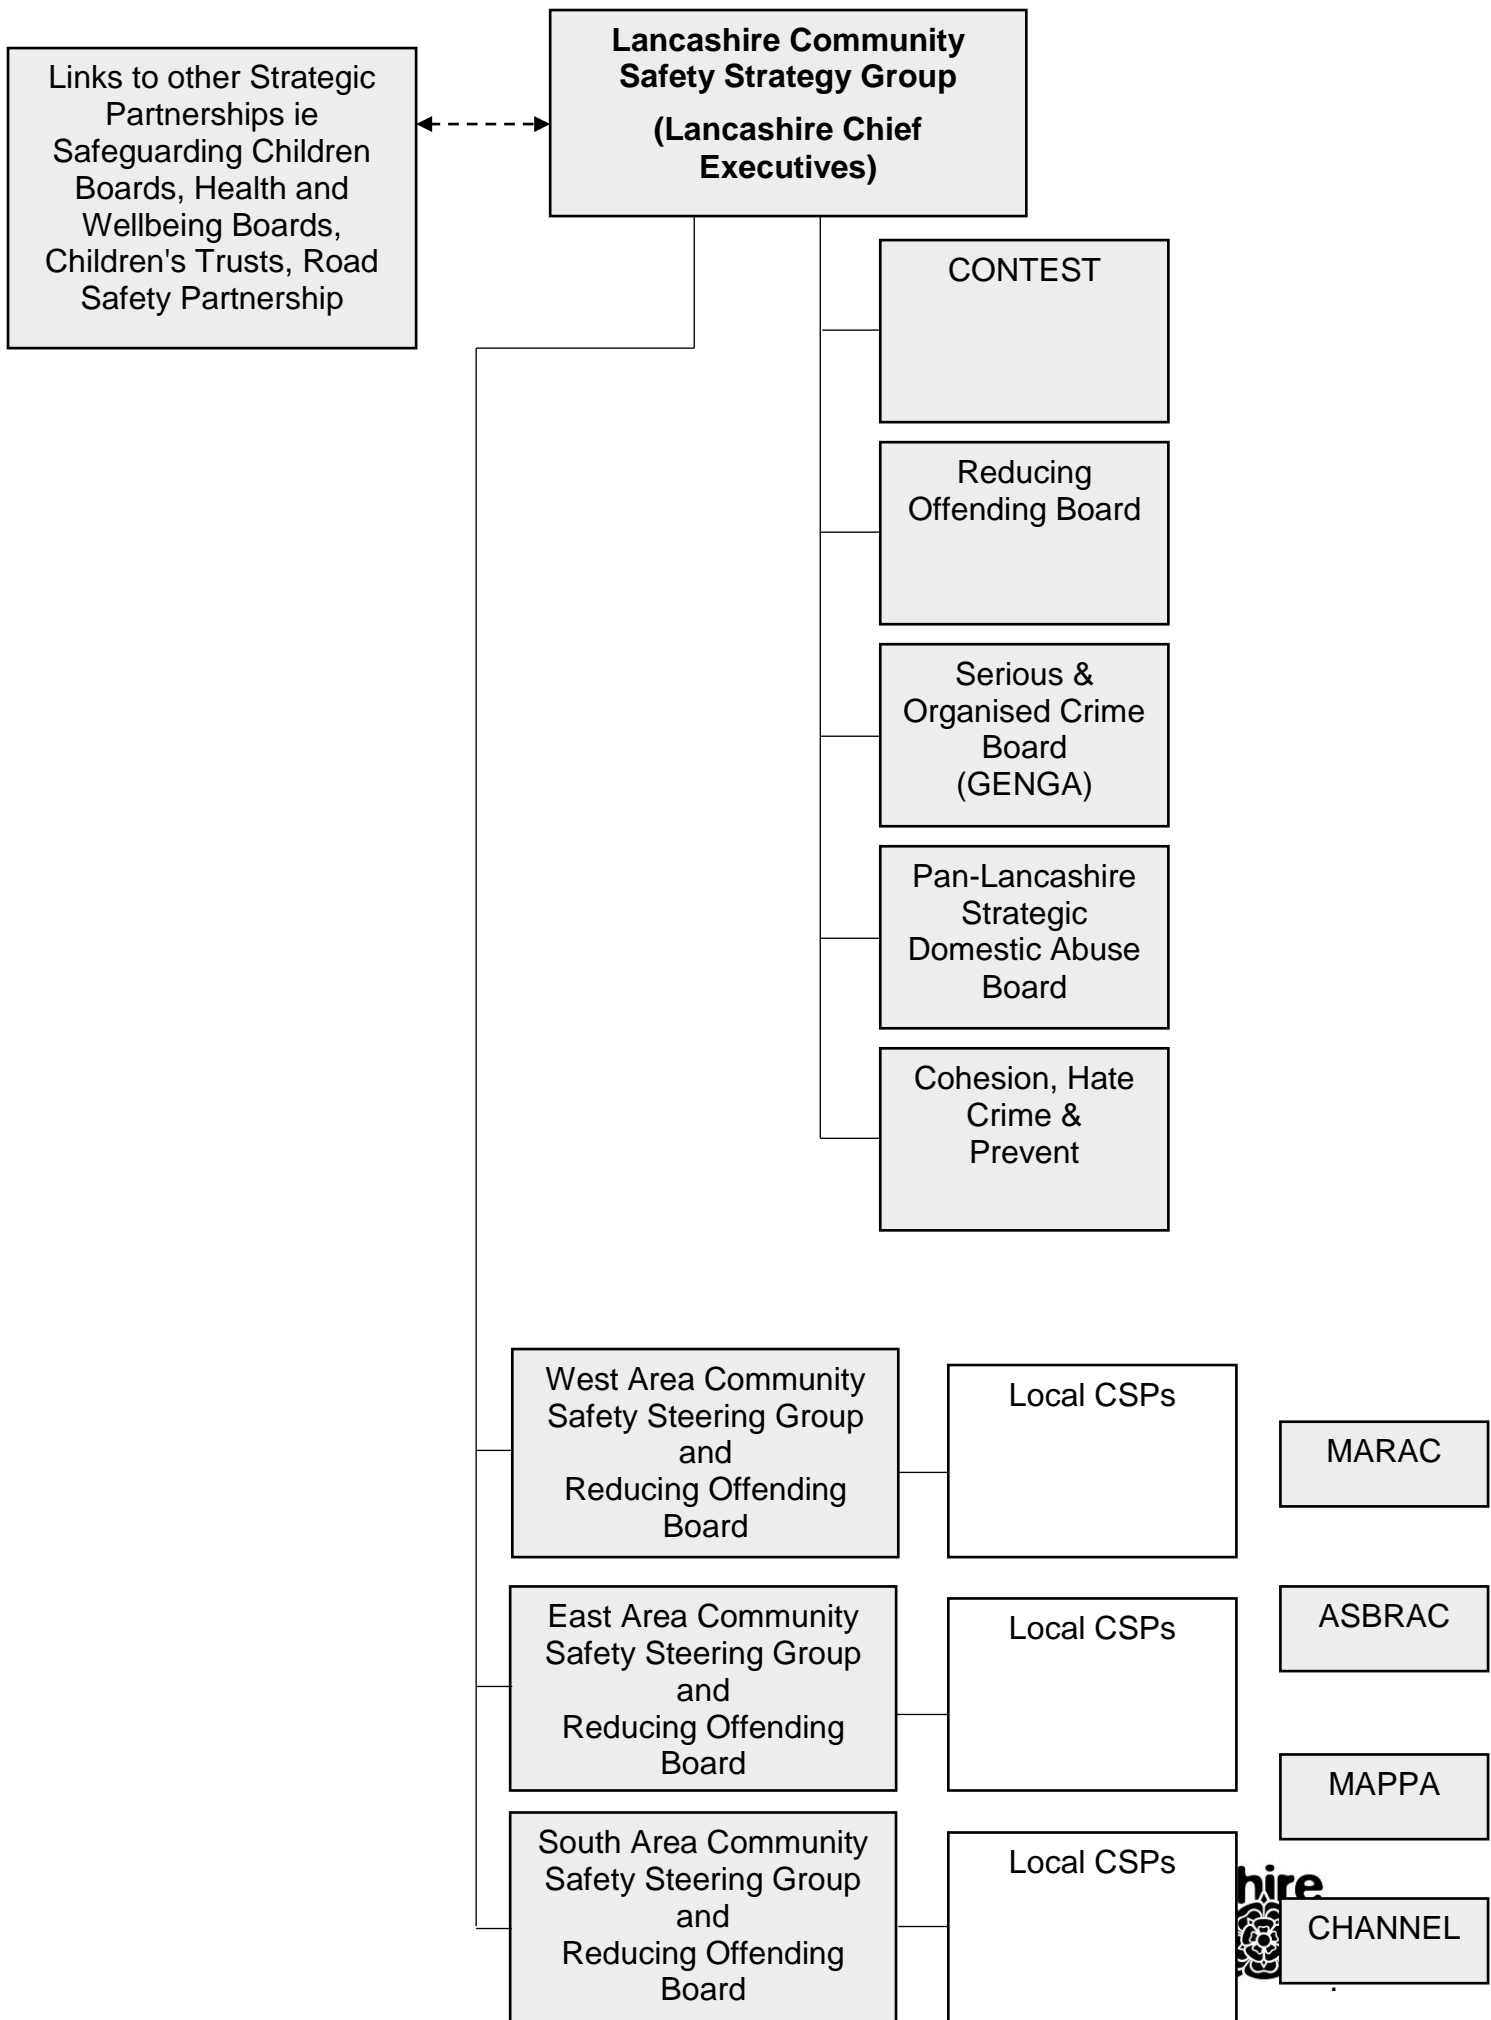 Lancashire Community
Safety Strategy Group
(Lancashire Chief
Executives)
Links to other Strategic
Partnerships ie
Safeguarding Children
Boards, Health and
Wellbeing Boards,
Children's Trusts, Road
Safety Partnership
CONTEST
Reducing
Offending Board
Serious &
Organised Crime
Board
(GENGA)
Pan-Lancashire
Strategic
Domestic Abuse
Board
Cohesion, Hate
Crime &
Prevent
West Area Community
Safety Steering Group
and
Reducing Offending
Board
Local CSPs
MARAC
East Area Community
Safety Steering Group
and
Reducing Offending
Board
Local CSPs
ASBRAC
MAPPA
South Area Community
Safety Steering Group
and
Reducing Offending
Board
Local CSPs
hire
CHANNEL